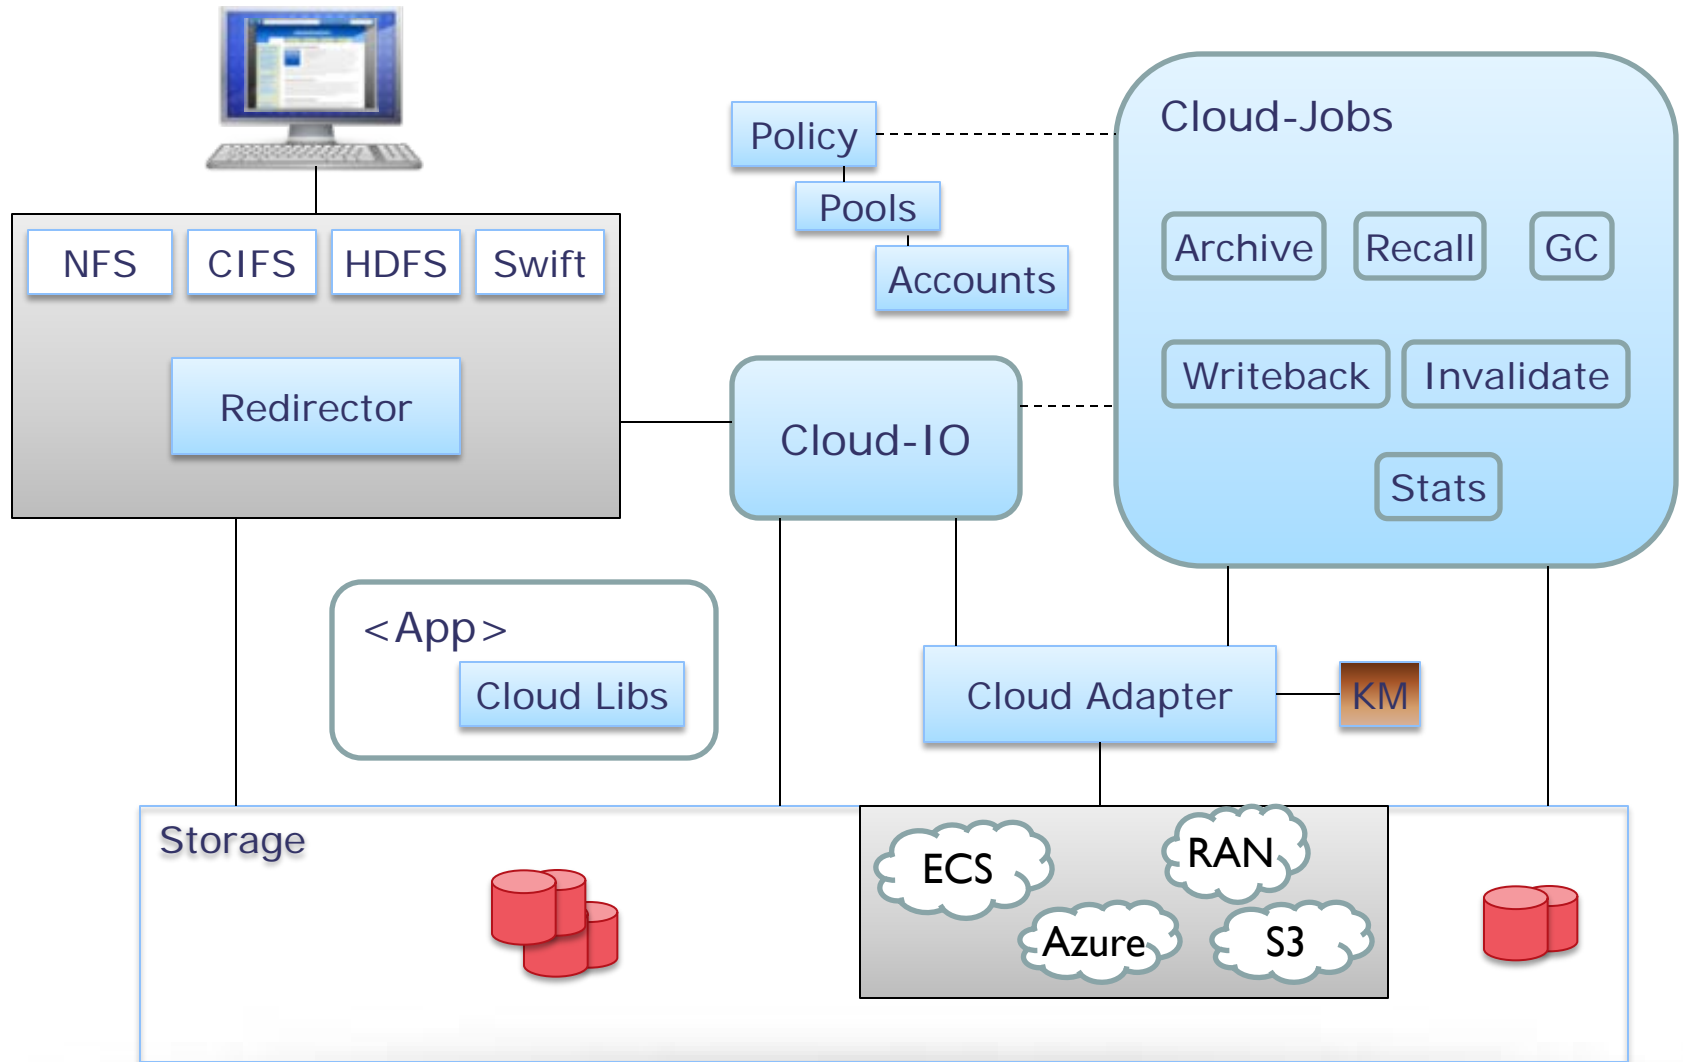 Policy
Pools
Accounts
Cloud-Jobs
Archive
Recall
GC
Writeback
Invalidate
Stats
NFS
CIFS
HDFS
Swift
Redirector
Cloud-IO
<App>
Cloud Libs
Cloud Adapter
KM
Storage
ECS
RAN
Azure
S3